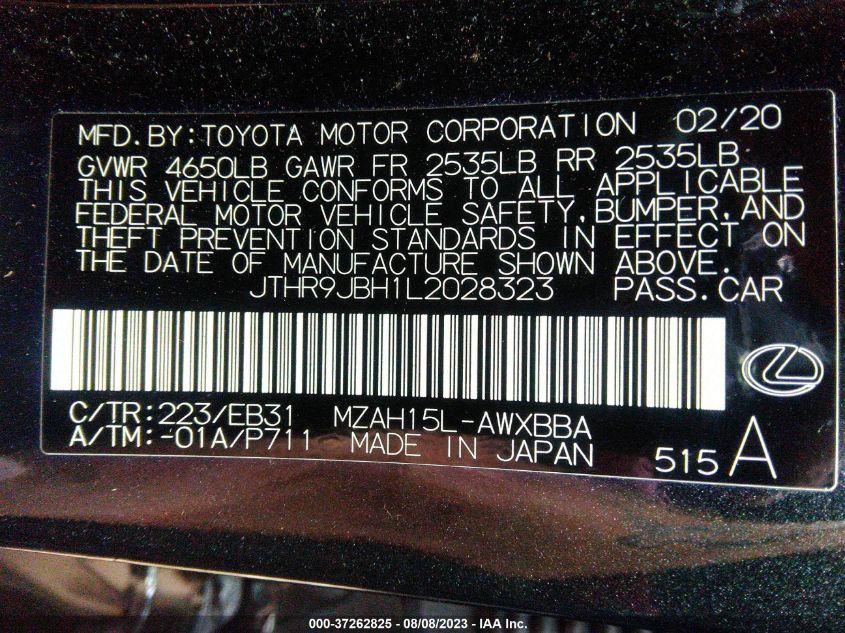 MFD.BY:TOYOTA MOTOR CORPORATION 02/20
GVWR 4650LB GAWR FR 2535LB RR 2535LB
THIS VEHICLE CONFORMS TO ALL APPLICABLE
FEDERAL MOTOR VEHICLE SAFETY, BUMPER, AND
THEFT PREVENTION STANDARDS IN EFFECT ON
THE DATE OF MANUFACTURE SHOWN ABOVE.
JTHR9JBH1L2028323 PASS.CAR
C/TR:223/EB31 MZAH15L-AWXBBA
A/TM:-01A/P711 MADE IN JAPAN 515 A
000-37262825 - 08/08/2023 - IAA Inc.